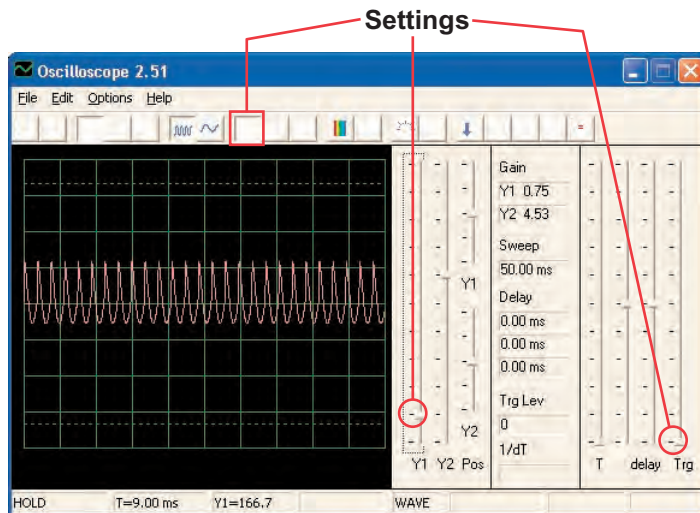 Settings
Oscilloscope 2.51
File Edit Options Help
Gain
Y1 0.75
Y2 4.53
Sweep
50.00 ms
Delay
0.00 ms
0.00 ms
0.00 ms
Trg Lev
0
1/dT
Y1
Y2
Y1 Y2 Pos
T delay Trg
HOLD T=9.00 ms Y1=166.7 WAVE